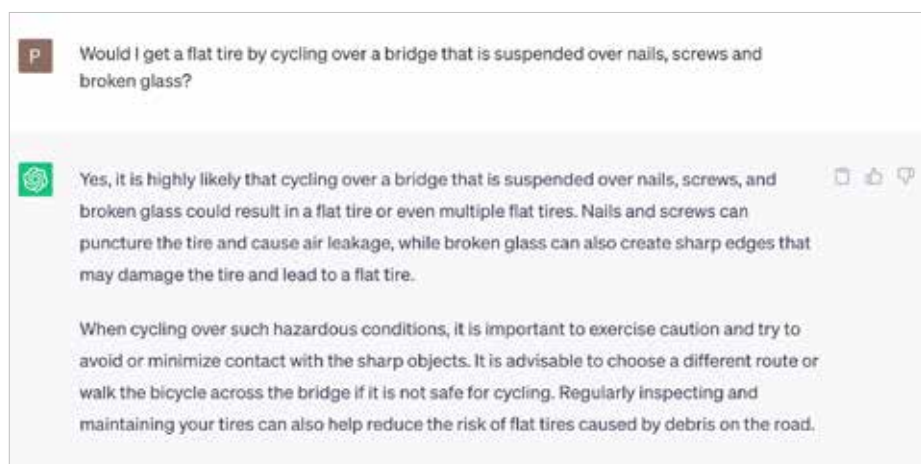 P
Would I get a flat tire by cycling over a bridge that is suspended over nails, screws and
broken glass?
Yes, it is highly likely that cycling over a bridge that is suspended over nails, screws, and
broken glass could result in a flat tire or even multiple flat tires. Nails and screws can
puncture the tire and cause air leakage, while broken glass can also create sharp edges that
may damage the tire and lead to a flat tire.
When cycling over such hazardous conditions, it is important to exercise caution and try to
avoid or minimize contact with the sharp objects. It is advisable to choose a different route or
walk the bicycle across the bridge if it is not safe for cycling. Regularly inspecting and
maintaining your tires can also help reduce the risk of flat tires caused by debris on the road.